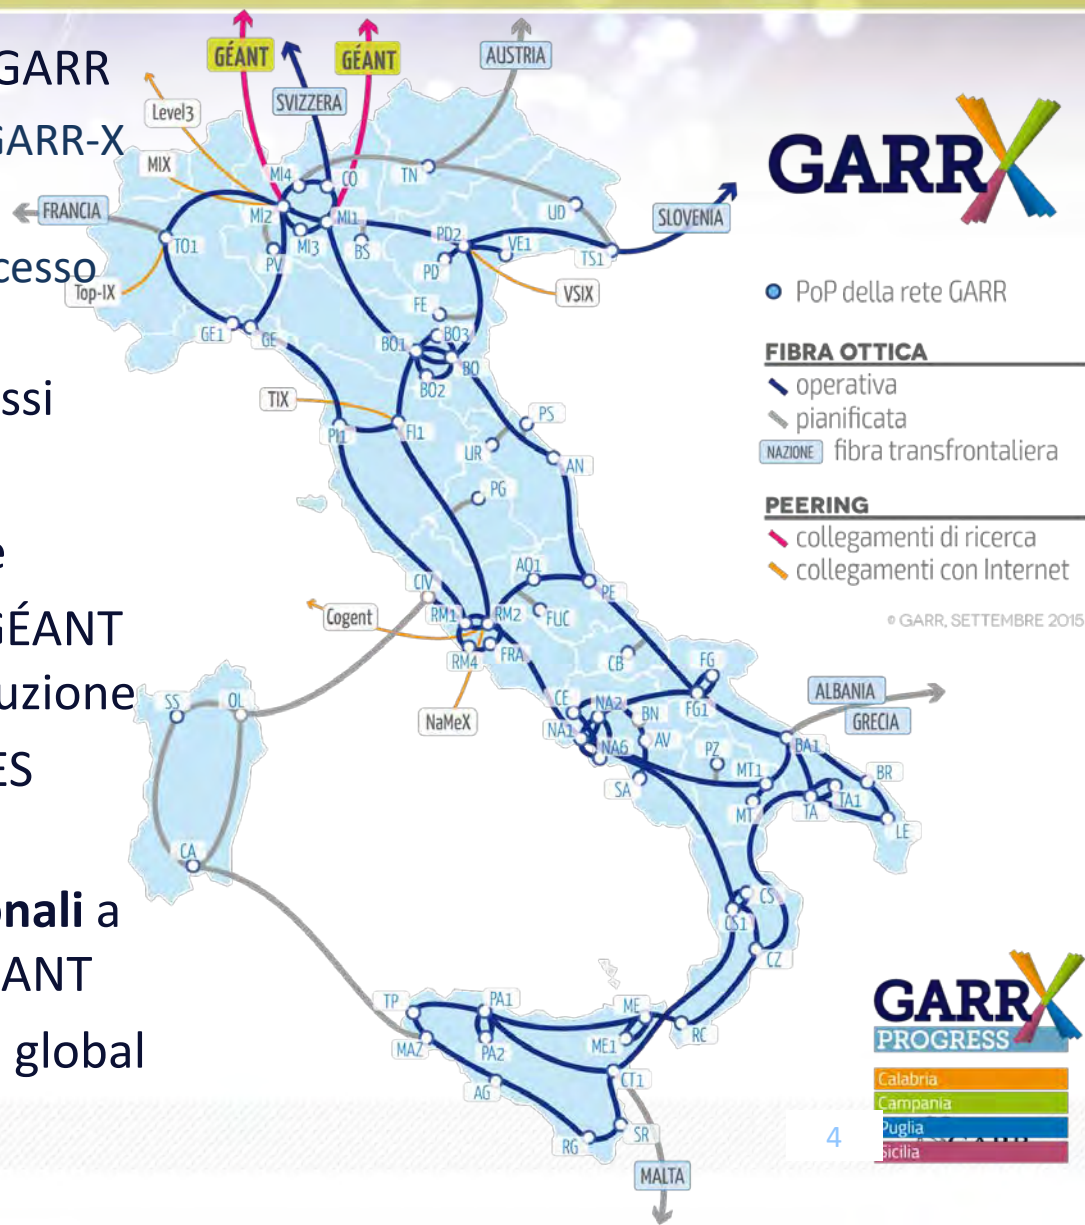 GARR
GARR-X
cesso
ssi
e
GÉANT
uzione
ES
onali a
ANT
global
GÉANT
GÉANT
SVIZZERA
AUSTRIA
Level3
MIX
FRANCIA
MI4
CO
TN
MI2
MI1
UD
SLOVENIA
TO1
PV
MI3
BS
PD2
PD
VE1
TS1
Top-IX
FE
VSIX
GE1
GE
BO1
BO3
BO
BO2
TIX
PI1
FI1
PS
UR
AN
PG
AQ1
PE
CIV
RM1
RM2
FUC
Cogent
RM4
FRA
CB
FG
FG1
NaMeX
SS
OL
CE
NA2
BN
NA1
NA6
AV
PZ
SA
MT1
MT
ALBANIA
GRECIA
BA1
BR
TA
TA1
LE
CA
CS
CS1
CZ
TP
PA1
ME
MAZ
PA2
ME1
RC
AG
CT1
RG
SR
MALTA
GARRX
PoP della rete GARR
FIBRA OTTICA
operativa
pianificata
NAZIONE fibra transfrontaliera
PEERING
collegamenti di ricerca
collegamenti con Internet
© GARR, SETTEMBRE 2015
GARRX
PROGRESS
Calabria
Campania
Puglia
Sicilia
4